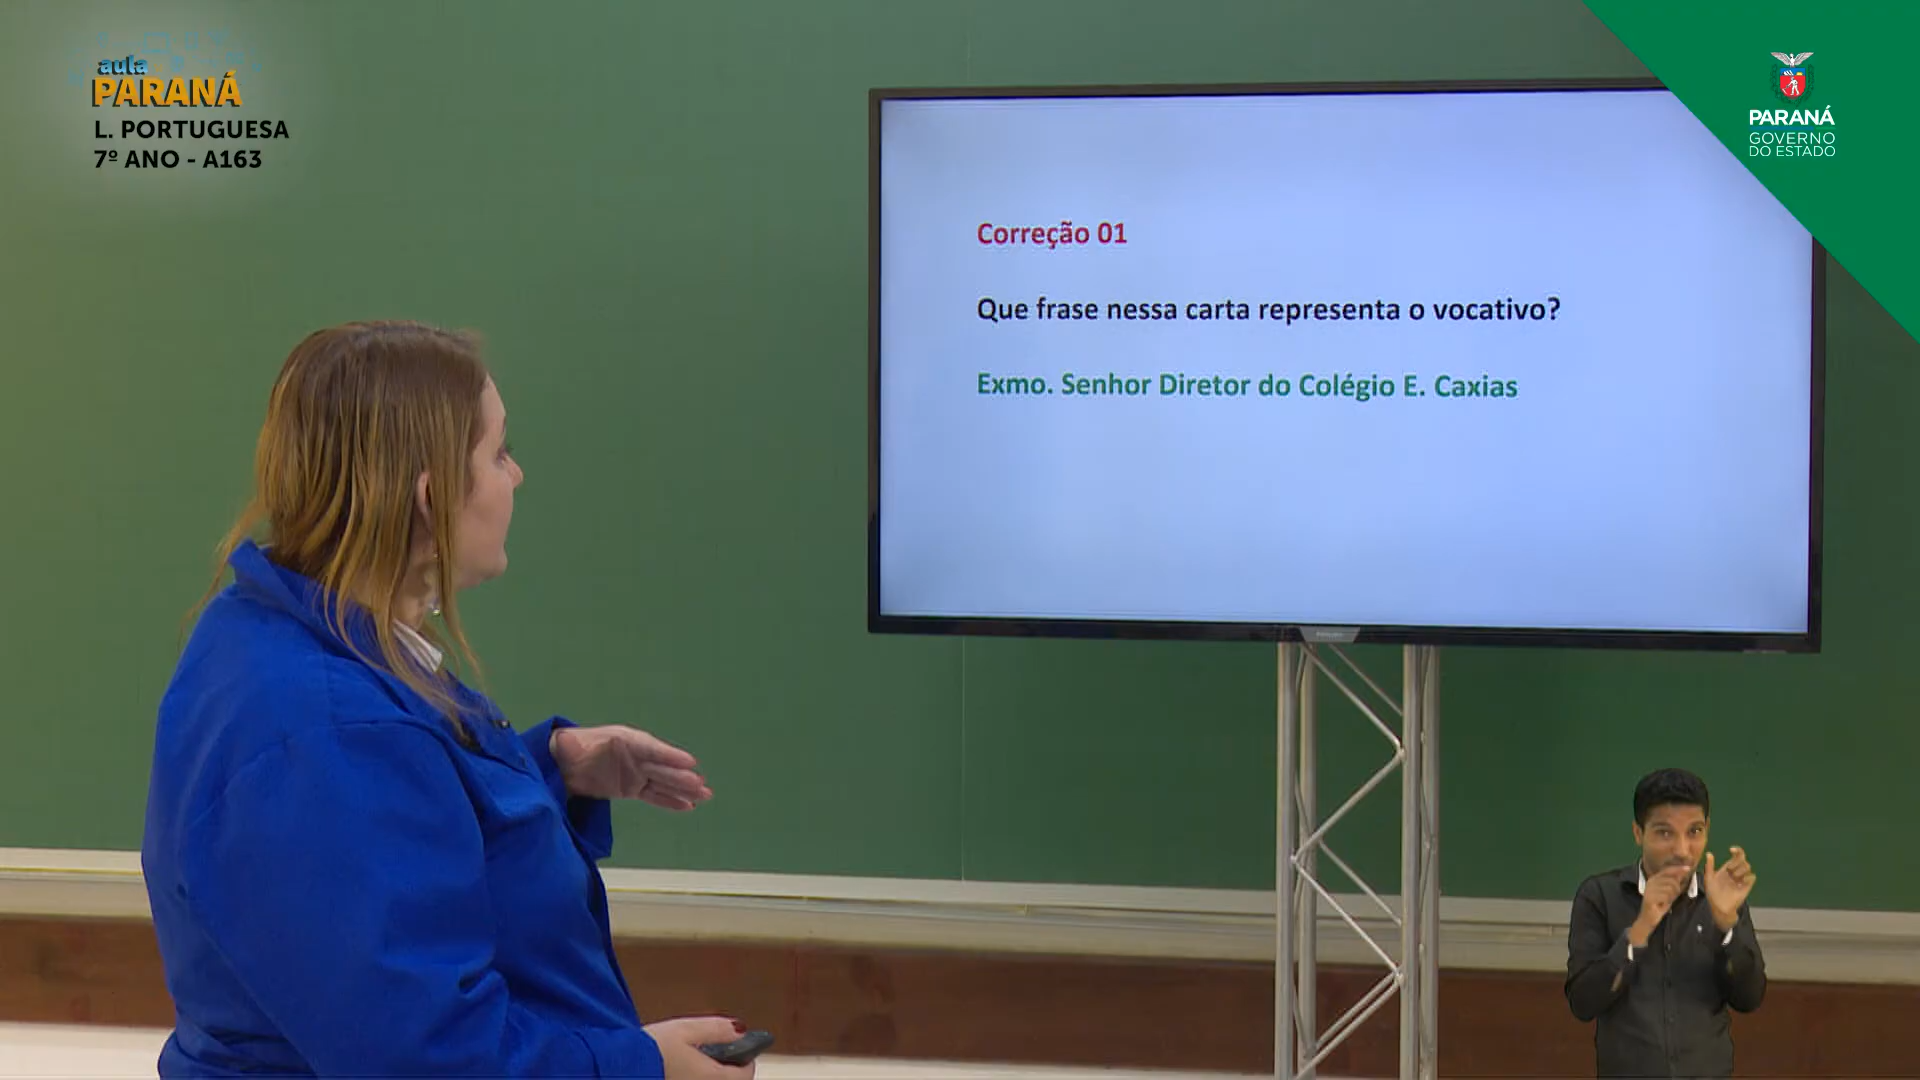 aula
PARANÁ
L. PORTUGUESA
7º ANO - A163
PARANÁ
GOVERNO
DO ESTADO
Correção 01
Que frase nessa carta representa o vocativo?
Exmo. Senhor Diretor do Colégio E. Caxias